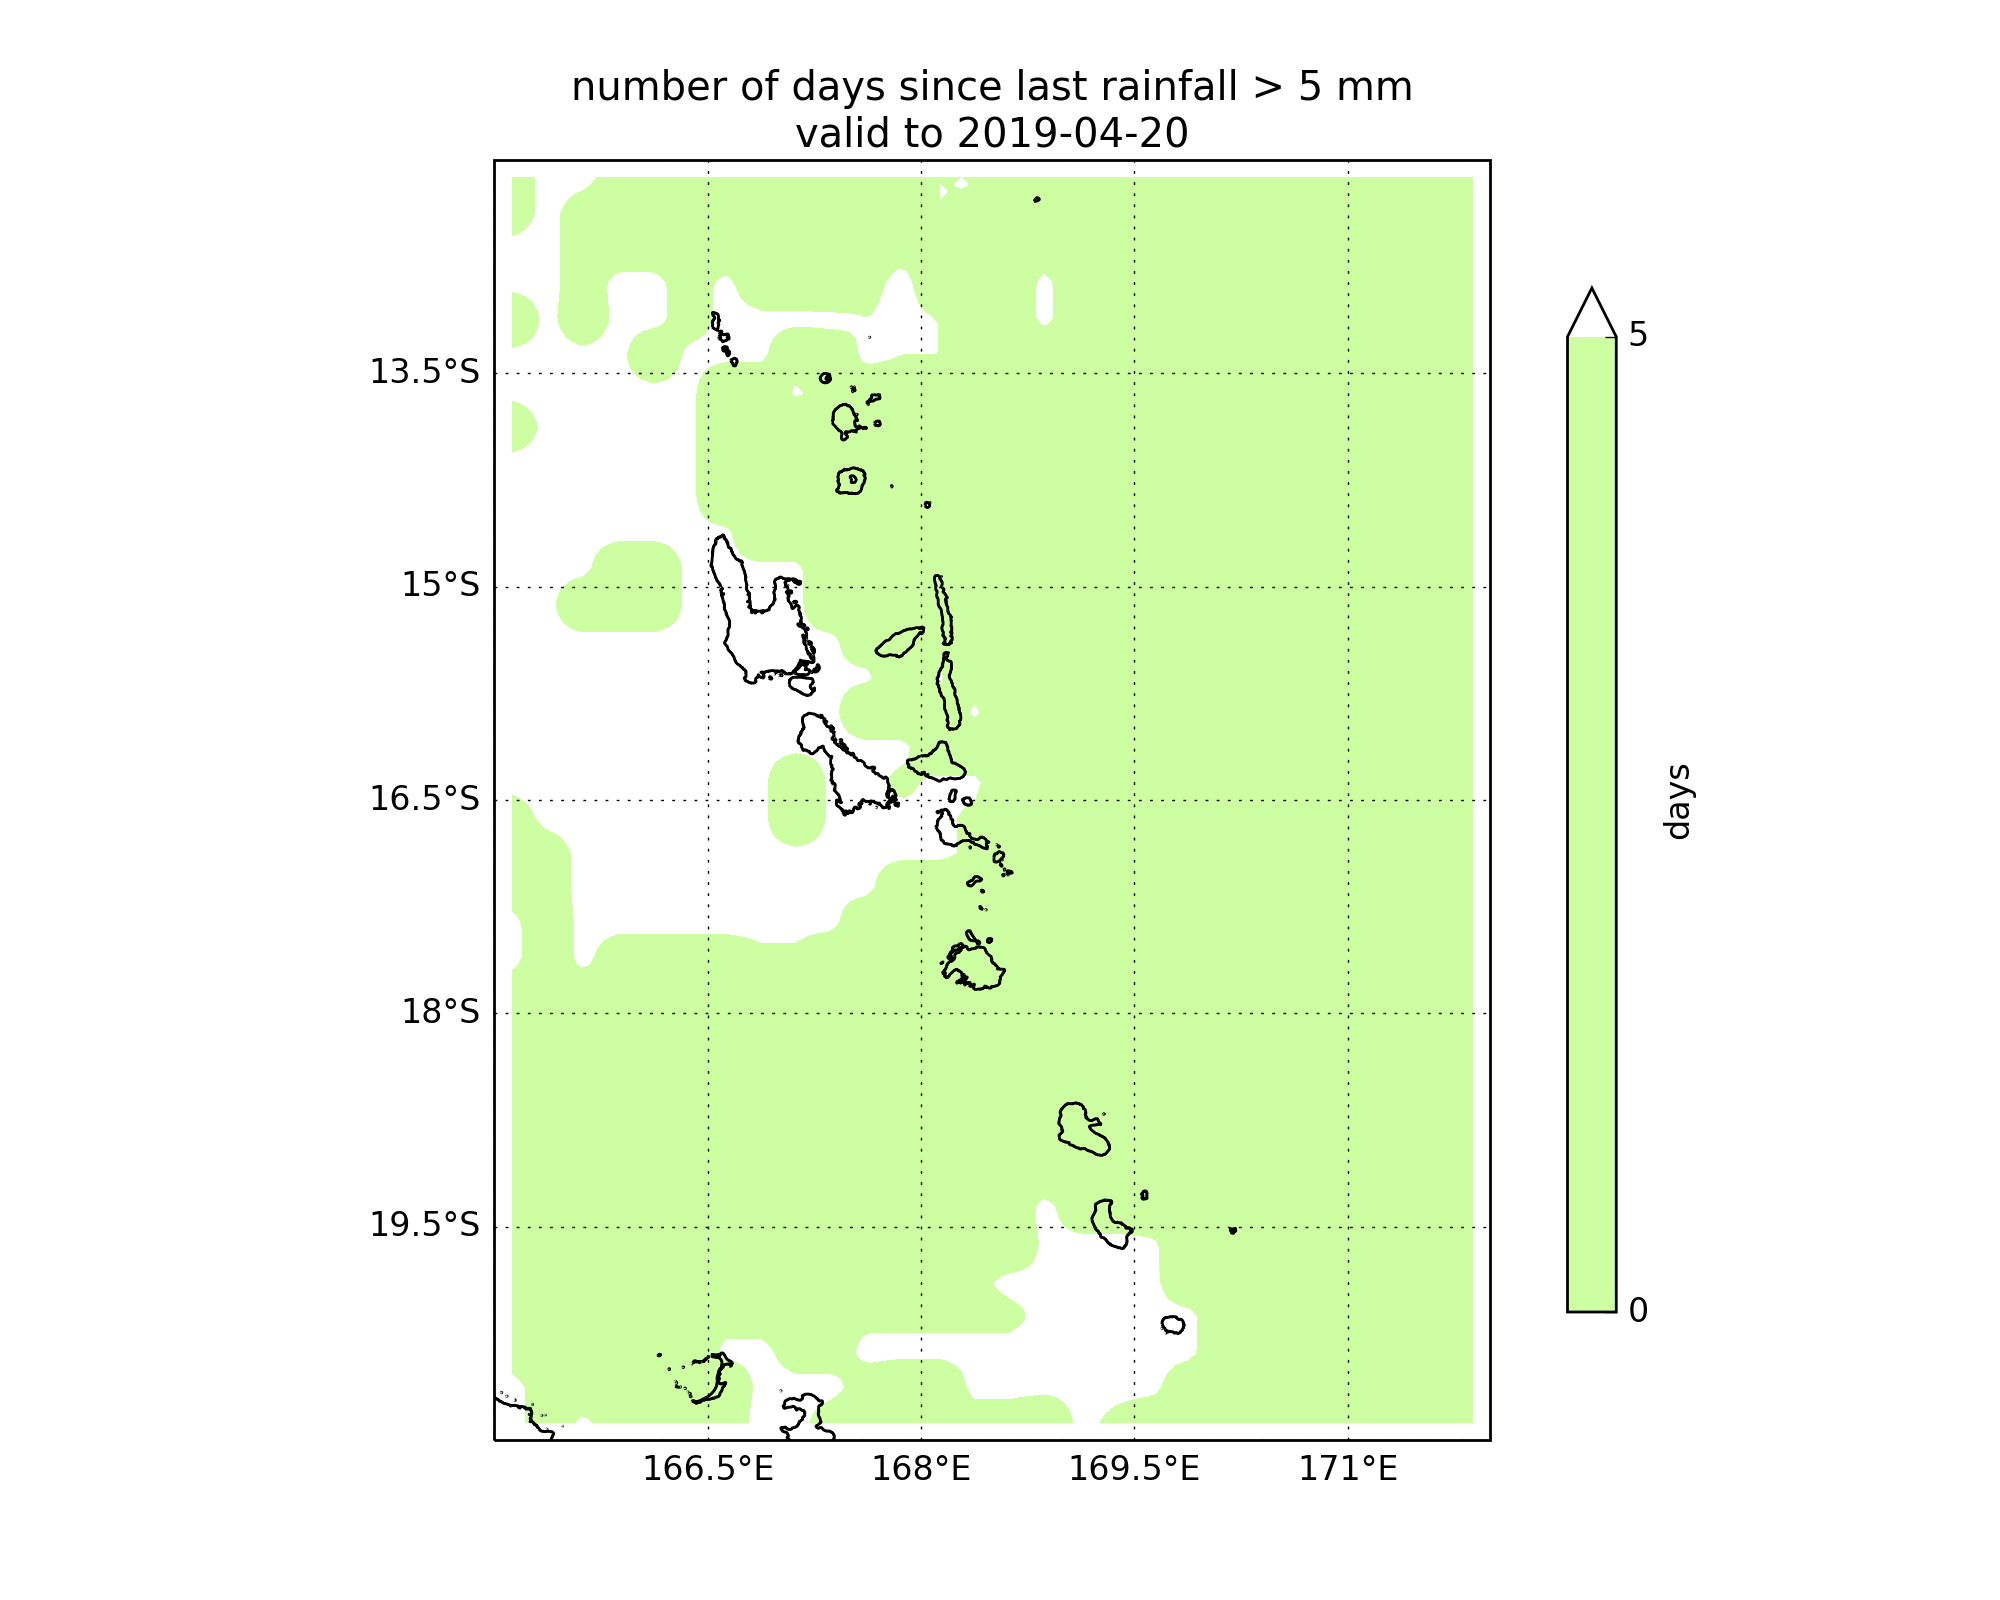 number of days since last rainfall > 5 mm
valid to 2019-04-20
13.5°S
15°S
16.5°S
18°S
19.5°S
166.5°E
168°E
169.5°E
171°E
5
0
days